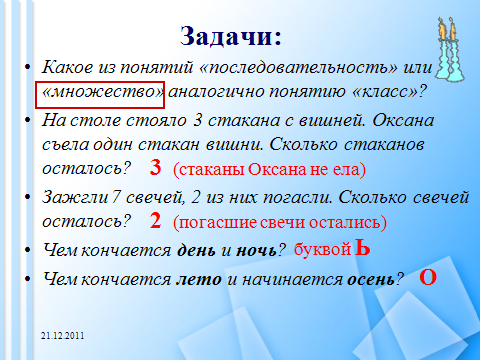 Задачи:
• Какое из понятий «последовательность» или
«множество» аналогично понятию «класс»?
• На столе стояло 3 стакана с вишней. Оксана
съела один стакан вишни. Сколько стаканов
осталось? 3 (стаканы Оксана не ела)
• Зажгли 7 свечей, 2 из них погасли. Сколько свечей
осталось? 2 (погасшие свечи остались)
• Чем кончается день и ночь? буквой Ь
• Чем кончается лето и начинается осень? О
21.12.2011